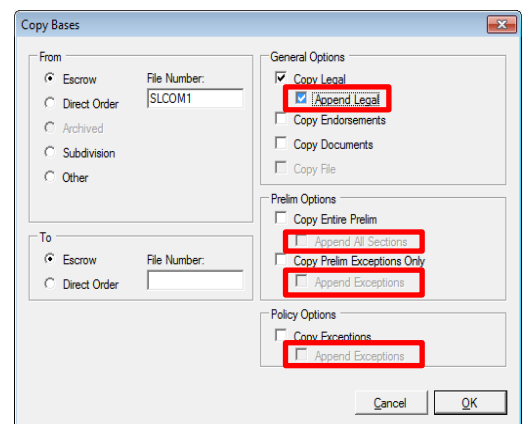 Copy Bases
From
Escrow
File Number:
Direct Order
SLCOM1
Archived
Subdivision
Other
To
Escrow
File Number:
Direct Order
General Options
Copy Legal
Append Legal
Copy Endorsements
Copy Documents
Copy File
Prelim Options
Copy Entire Prelim
Append All Sections
Copy Prelim Exceptions Only
Append Exceptions
Policy Options
Copy Exceptions
Append Exceptions
Cancel
OK